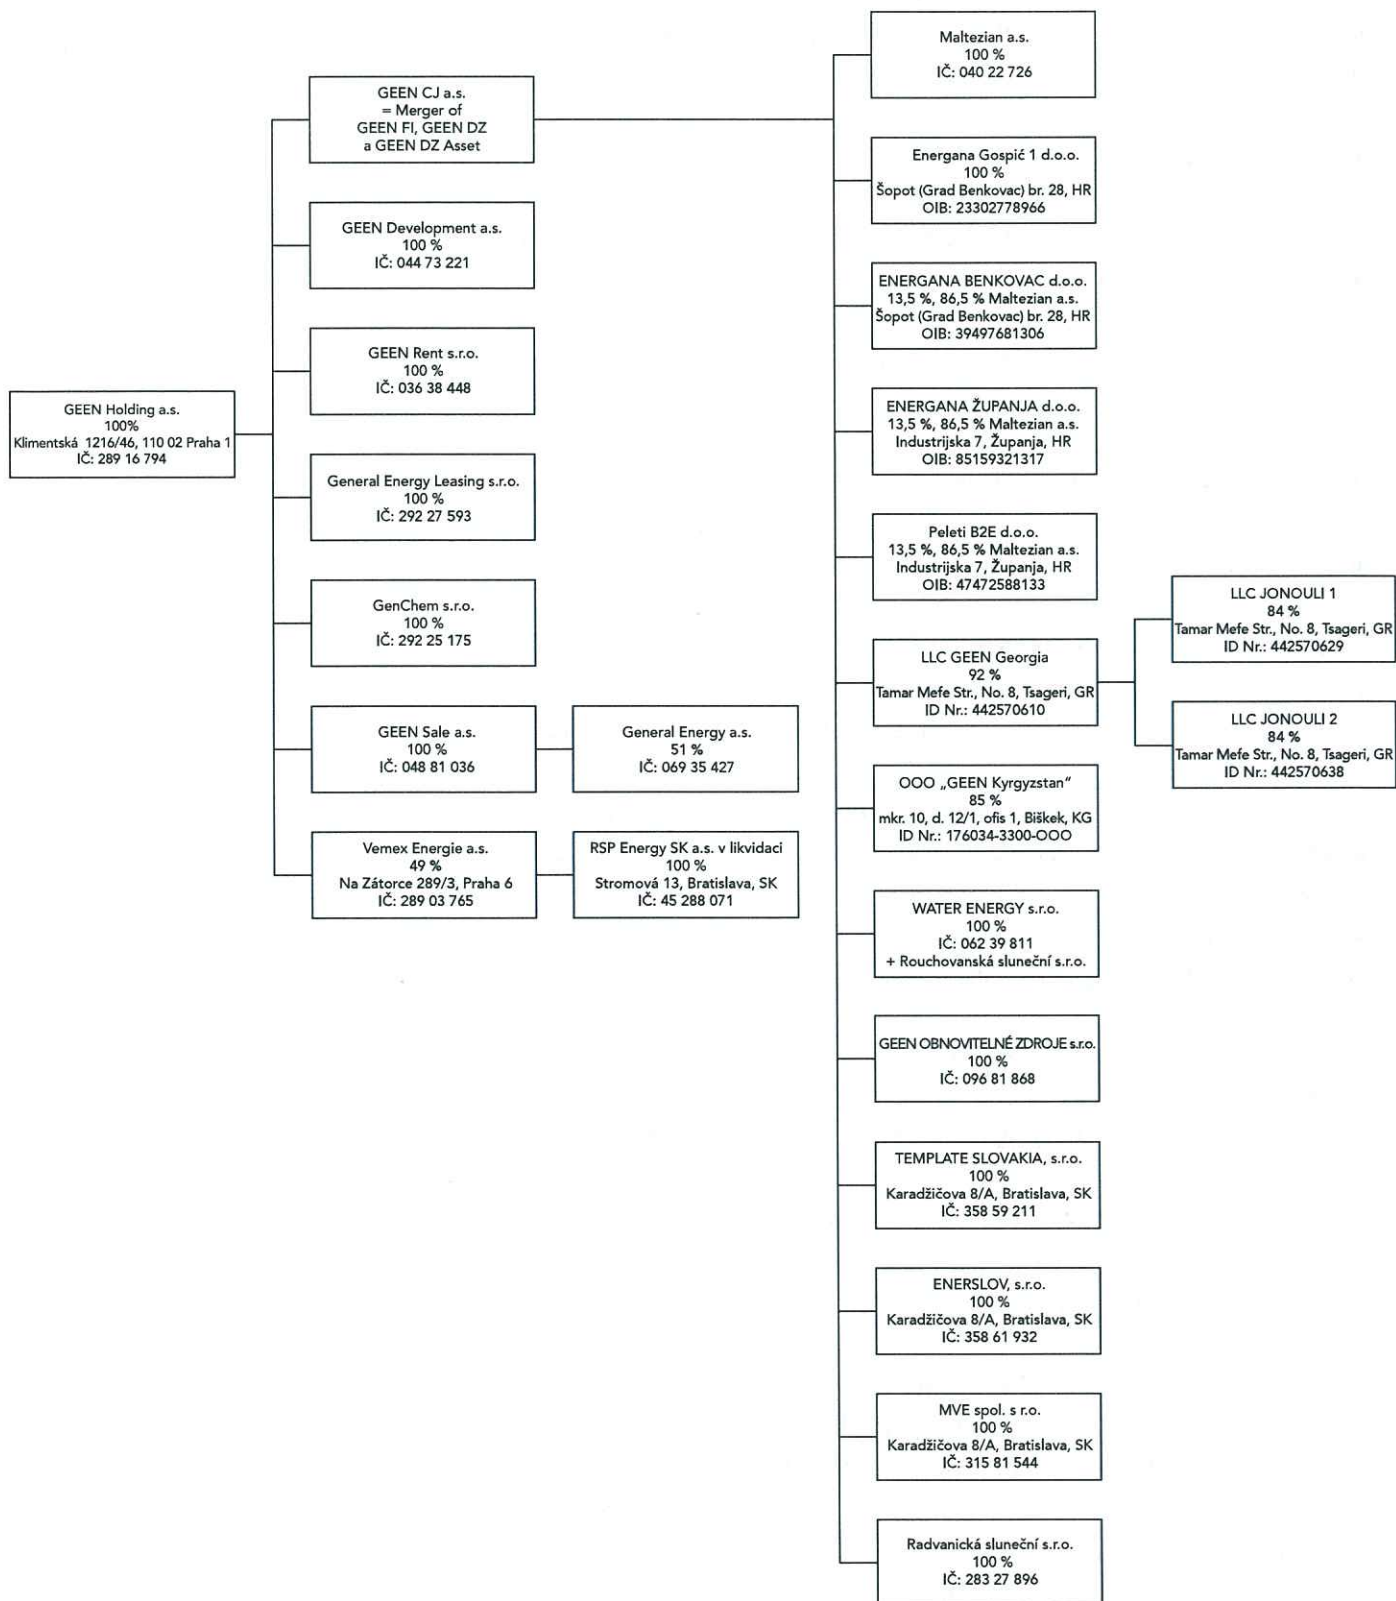 GEEN Holding a.s.
100%
Klimentská 1216/46, 110 02 Praha 1
IČ: 289 16 794
GEEN CJ a.s.
= Merger of
GEEN FI, GEEN DZ
a GEEN DZ Asset
GEEN Development a.s.
100 %
IČ: 044 73 221
GEEN Rent s.r.o.
100 %
IČ: 036 38 448
General Energy Leasing s.r.o.
100 %
IČ: 292 27 593
GenChem s.r.o.
100 %
IČ: 292 25 175
GEEN Sale a.s.
100 %
IČ: 048 81 036
Vemex Energie a.s.
49 %
Na Zátorce 289/3, Praha 6
IČ: 289 03 765
General Energy a.s.
51 %
IČ: 069 35 427
RSP Energy SK a.s. v likvidaci
100 %
Stromová 13, Bratislava, SK
IČ: 45 288 071
Maltezian a.s.
100 %
IČ: 040 22 726
Energana Gospić 1 d.o.o.
100 %
Šopot (Grad Benkovac) br. 28, HR
OIB: 23302778966
ENERGANA BENKOVAC d.o.o.
13,5 %, 86,5 % Maltezian a.s.
Šopot (Grad Benkovac) br. 28, HR
OIB: 39497681306
ENERGANA ŽUPANJA d.o.o.
13,5 %, 86,5 % Maltezian a.s.
Industrijska 7, Županja, HR
OIB: 85159321317
Peleti B2E d.o.o.
13,5 %, 86,5 % Maltezian a.s.
Industrijska 7, Županja, HR
OIB: 47472588133
LLC GEEN Georgia
92 %
Tamar Mefe Str., No. 8, Tsageri, GR
ID Nr.: 442570610
OOO „GEEN Kyrgyzstan“
85 %
mkr. 10, d. 12/1, ofis 1, Biškek, KG
ID Nr.: 176034-3300-OOO
WATER ENERGY s.r.o.
100 %
IČ: 062 39 811
+ Rouchovanská sluneční s.r.o.
GEEN OBNOVITELNÉ ZDROJE s.r.o.
100 %
IČ: 096 81 868
TEMPLATE SLOVAKIA, s.r.o.
100 %
Karadžičova 8/A, Bratislava, SK
IČ: 358 59 211
ENERSLOV, s.r.o.
100 %
Karadžičova 8/A, Bratislava, SK
IČ: 358 61 932
MVE spol. s r.o.
100 %
Karadžičova 8/A, Bratislava, SK
IČ: 315 81 544
Radvanická sluneční s.r.o.
100 %
IČ: 283 27 896
LLC JONOULI 1
84 %
Tamar Mefe Str., No. 8, Tsageri, GR
ID Nr.: 442570629
LLC JONOULI 2
84 %
Tamar Mefe Str., No. 8, Tsageri, GR
ID Nr.: 442570638